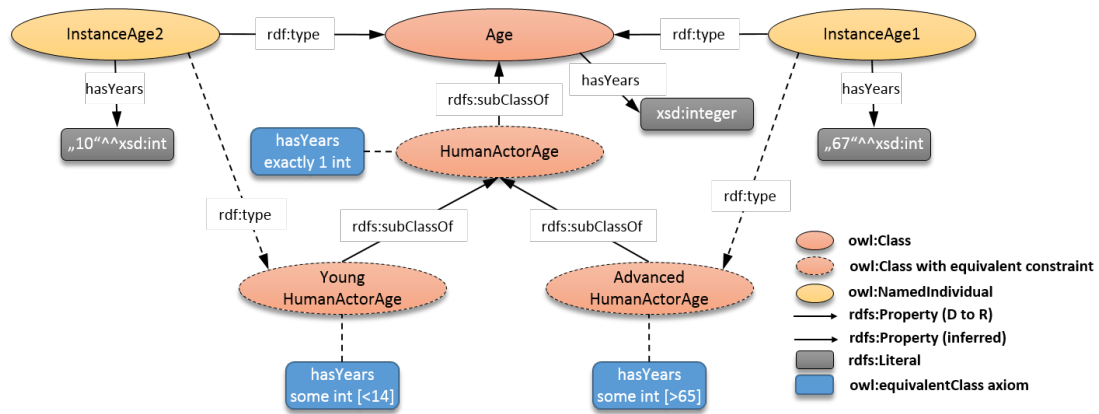 InstanceAge2
rdf:type
Age
rdf:type
InstanceAge1
hasYears
hasYears
hasYears
rdfs:subClassOf
xsd:integer
„10“^^xsd:int
„67“^^xsd:int
hasYears
exactly 1 int
HumanActorAge
rdf:type
rdf:type
rdfs:subClassOf
rdfs:subClassOf
Young
HumanActorAge
Advanced
HumanActorAge
hasYears
some int [<14]
hasYears
some int [>65]
owl:Class
owl:Class with equivalent constraint
owl:NamedIndividual
rdfs:Property (D to R)
rdfs:Property (inferred)
rdfs:Literal
owl:equivalentClass axiom